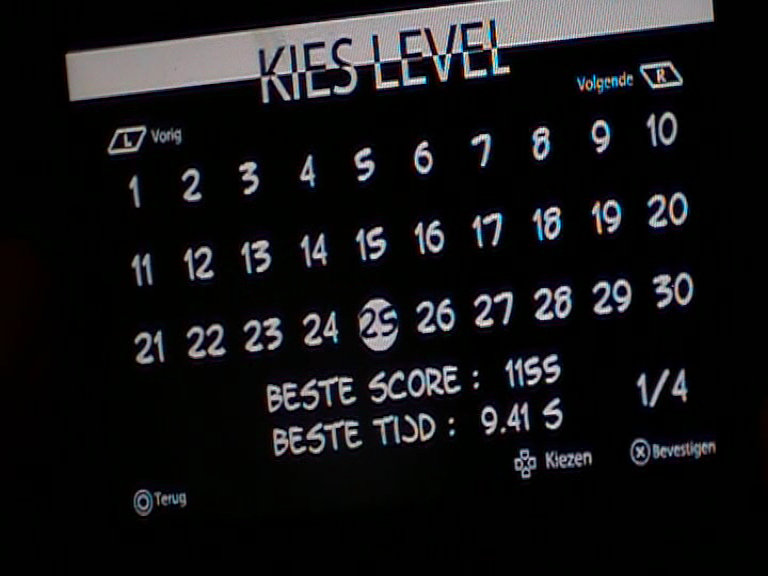 KIES LEVEL
Volgende R
L Vorig
1 2 3 4 5 6 7 8 9 10
11 12 13 14 15 16 17 18 19 20
21 22 23 24 25 26 27 28 29 30
BESTE SCORE : 1155
1/4
BESTE TIJD : 9.41 S
Kiezen
Bevestigen
Terug